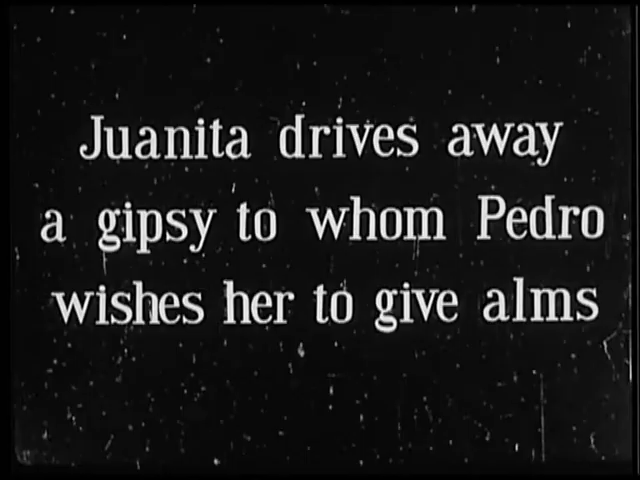 Juanita drives away
a gipsy to whom Pedro
wishes her to give alms